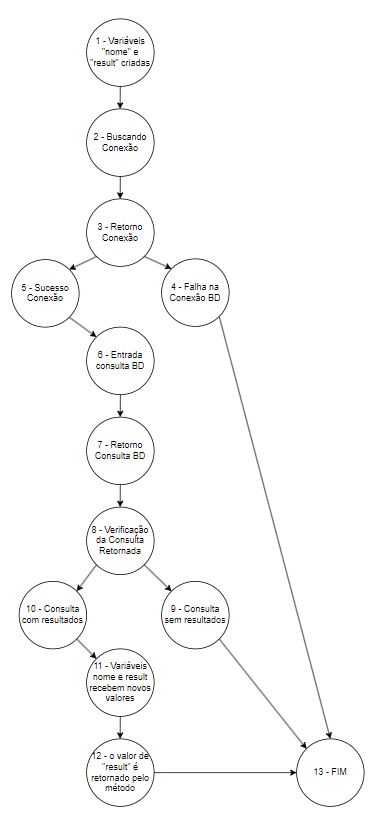 1 - Variáveis
"nome" e
"result" criadas
2 - Buscando
Conexão
3 - Retorno
Conexão
5 - Sucesso
Conexão
4 - Falha na
Conexão BD
6 - Entrada
consulta BD
7 - Retorno
Consulta BD
8 - Verificação
da Consulta
Retornada
10 - Consulta
com resultados
9 - Consulta
sem resultados
11 - Variáveis
nome e result
recebem novos
valores
12 - o valor de
"result" é
retornado pelo
método
13 - FIM